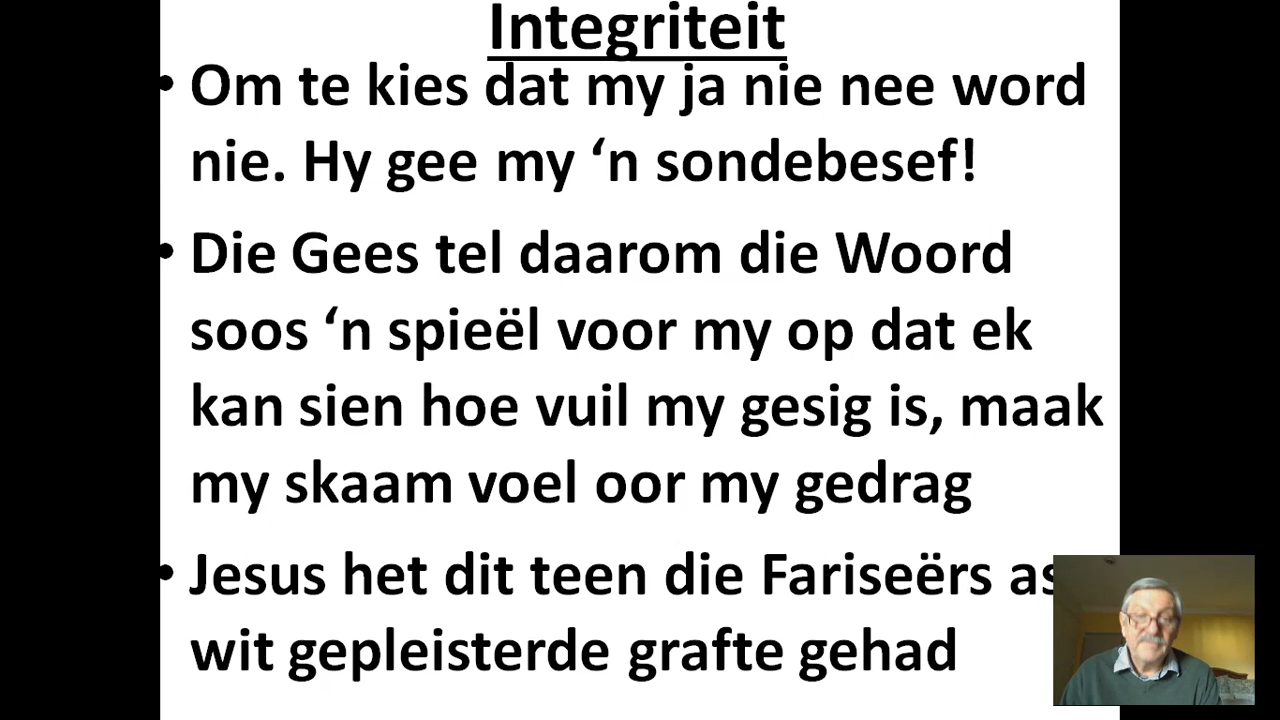 Integriteit
• Om te kies dat my ja nie nee word
nie. Hy gee my ‘n sondebesef!
• Die Gees tel daarom die Woord
soos ‘n spieël voor my op dat ek
kan sien hoe vuil my gesig is, maak
my skaam voel oor my gedrag
• Jesus het dit teen die Fariseërs as
wit gepleisterde grafte gehad